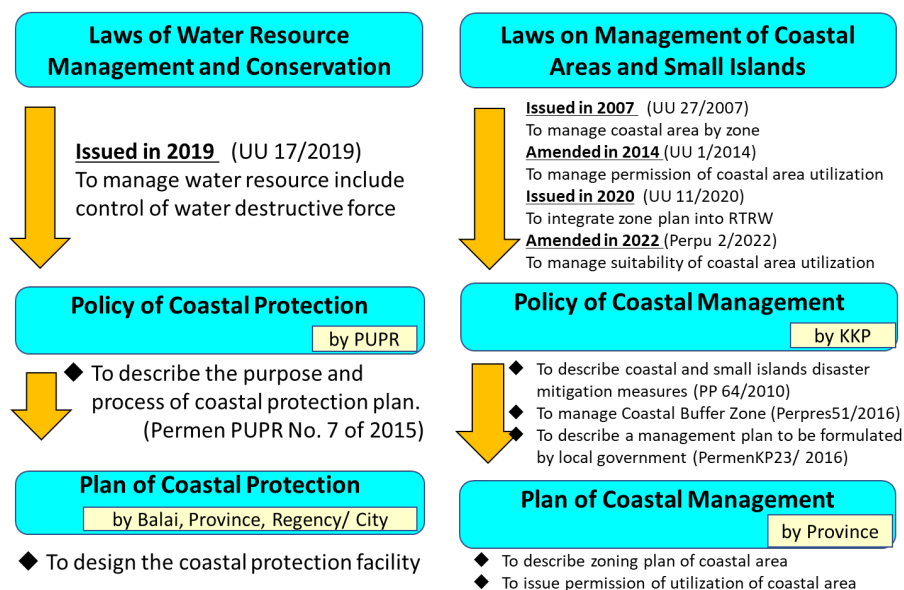 Laws of Water Resource
Management and Conservation
Issued in 2019 (UU 17/2019)
To manage water resource include
control of water destructive force
Policy of Coastal Protection
by PUPR
◆ To describe the purpose and
process of coastal protection plan.
(Permen PUPR No. 7 of 2015)
Plan of Coastal Protection
by Balai, Province, Regency/ City
◆ To design the coastal protection facility
Laws on Management of Coastal
Areas and Small Islands
Issued in 2007 (UU 27/2007)
To manage coastal area by zone
Amended in 2014 (UU 1/2014)
To manage permission of coastal area utilization
Issued in 2020 (UU 11/2020)
To integrate zone plan into RTRW
Amended in 2022 (Perpu 2/2022)
To manage suitability of coastal area utilization
Policy of Coastal Management
by KKP
◆ To describe coastal and small islands disaster
mitigation measures (PP 64/2010)
◆ To manage Coastal Buffer Zone (Perpres51/2016)
◆ To describe a management plan to be formulated
by local government (PermenKP23/ 2016)
Plan of Coastal Management
by Province
◆ To describe zoning plan of coastal area
◆ To issue permission of utilization of coastal area